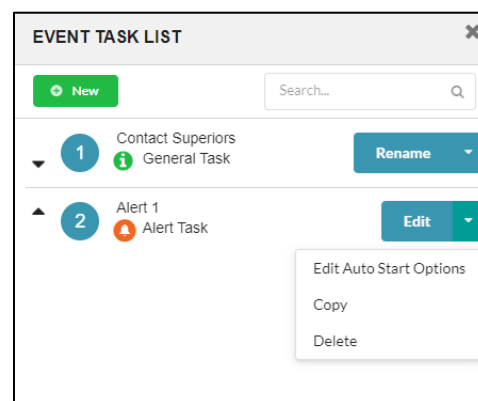 EVENT TASK LIST
New
Search...
1
Contact Superiors
General Task
Rename
2
Alert 1
Alert Task
Edit
Edit Auto Start Options
Copy
Delete